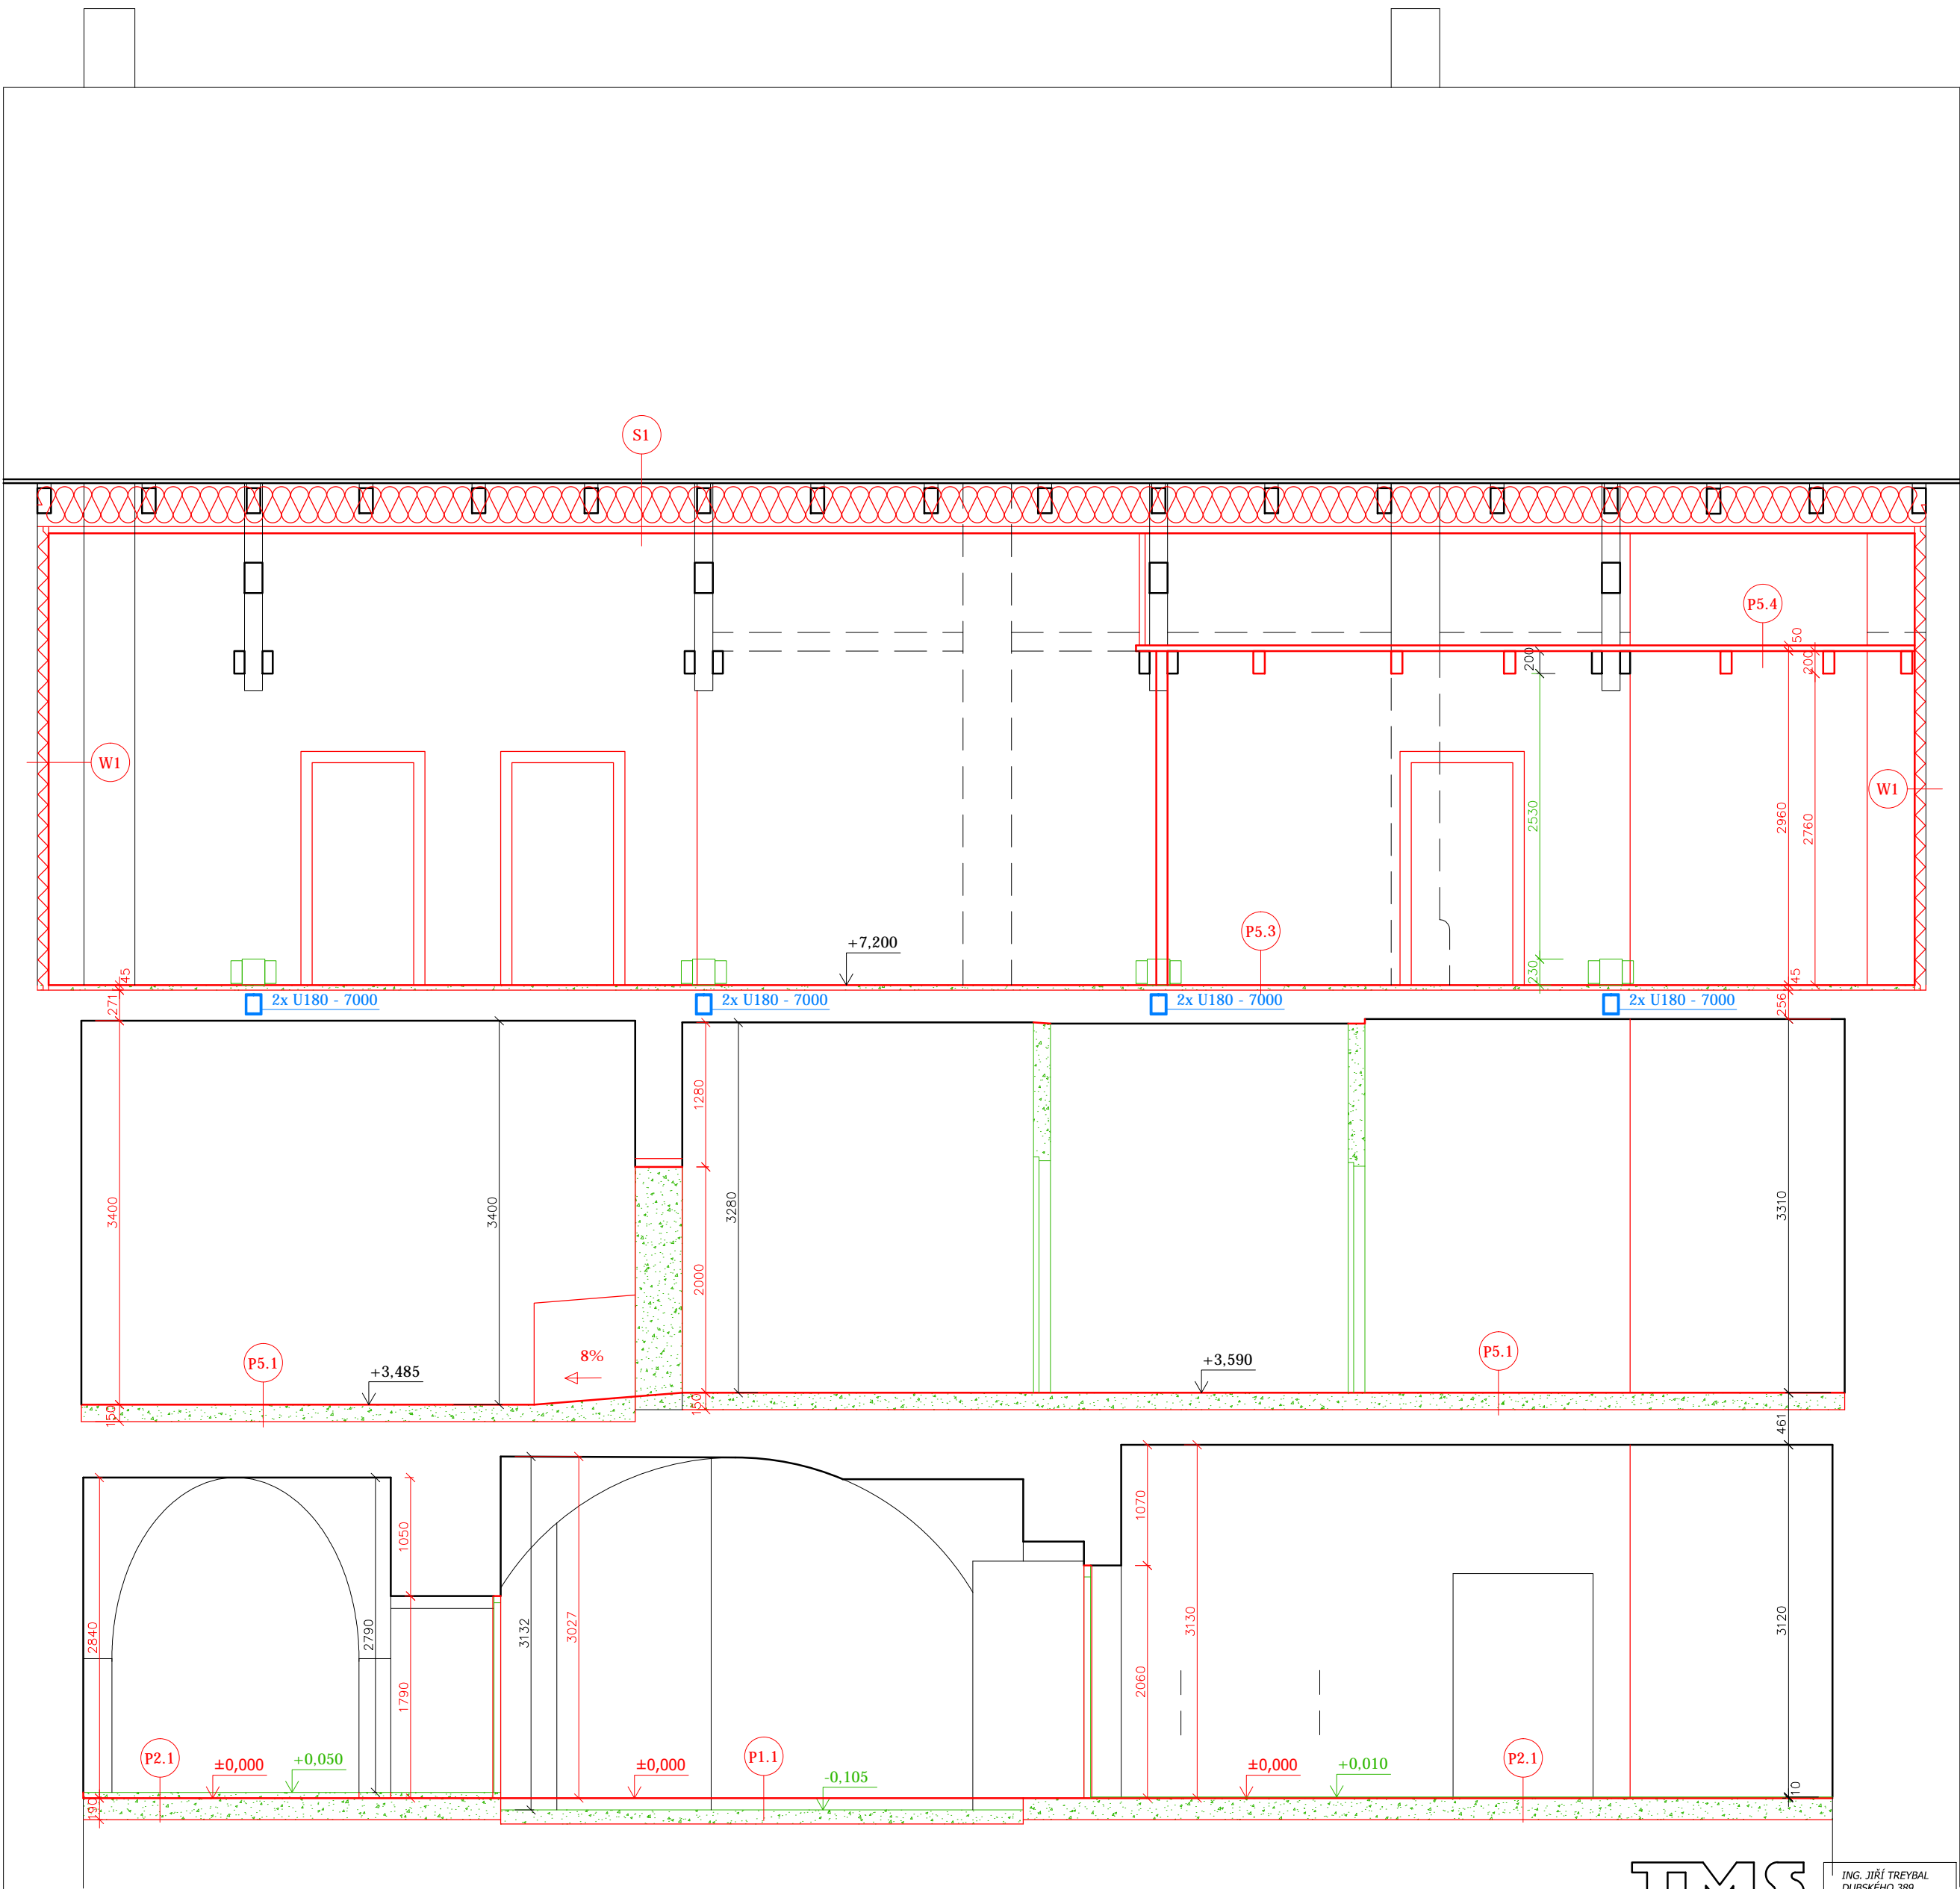 S1
P5.4
50
200
200
W1
W1
2530
2960
2760
P5.3
+7,200
230
45
45
271
256
2x U180 - 7000
2x U180 - 7000
2x U180 - 7000
2x U180 - 7000
1280
3400
3400
3280
3310
2000
8%
P5.1
+3,485
+3,590
P5.1
150
150
461
1050
1070
2840
2790
3132
3027
3130
3120
1790
2060
P2.1
±0,000
+0,050
±0,000
P1.1
-0,105
±0,000
+0,010
P2.1
190
10
TMS
ING. JIŘÍ TREYBAL
DUBSKÉHO 389